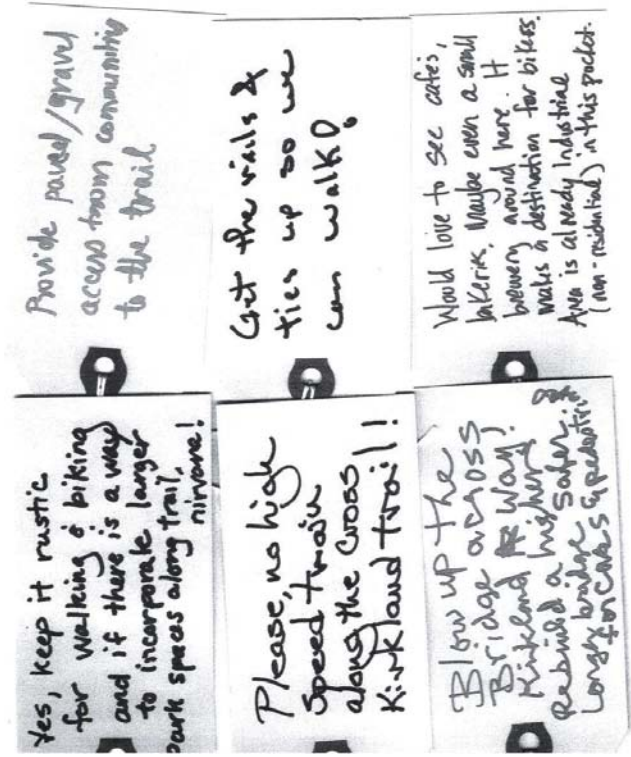 Yes, keep it rustic
for walking & biking
and if there is a way
to incorporate larger
park spaces along trail,
nirvana!
Provide paved/gravel
access from communities
to the trail
Please, no high
speed train
along the Cross
Kirkland trail!
Get the rails &
ties up so we
can walk!
Blow up the
Bridge across
Kirkland Way!
Rebuild a higher
Longer bridge safer
for cars & pedestrians
Would love to see cafes,
bakeries, maybe even a small
brewery around here. It
makes a destination for bikers.
Area is already Industrial
(non-residential) in this pocket.